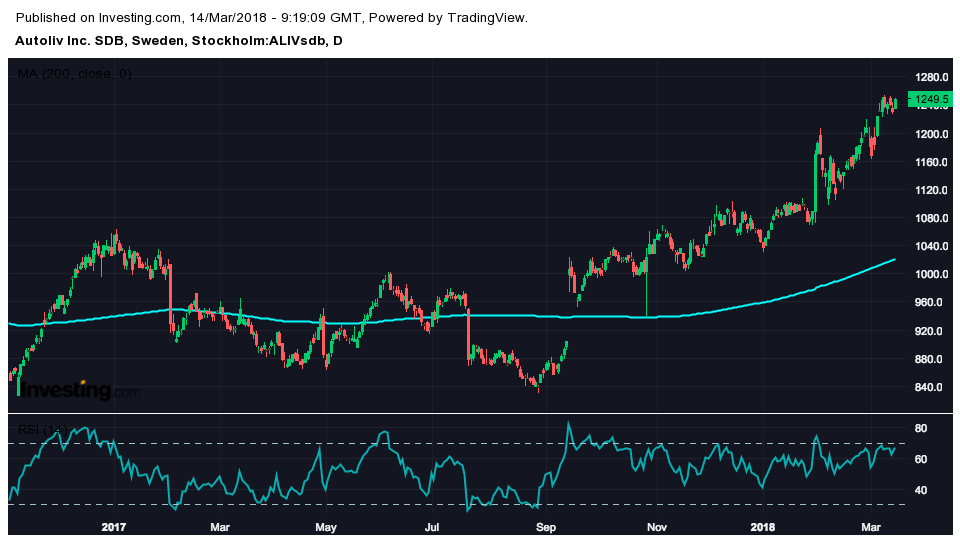 Published on Investing.com, 14/Mar/2018 - 9:19:09 GMT, Powered by TradingView.
Autoliv Inc. SDB, Sweden, Stockholm:ALIVsdb, D
MA (200, close, 0)
1280.0
1249.5
1240.0
1200.0
1160.0
1120.0
1080.0
1040.0
1000.0
960.0
920.0
880.0
840.0
Investing.com
RSI (14)
80
60
40
2017
Mar
May
Jul
Sep
Nov
2018
Mar